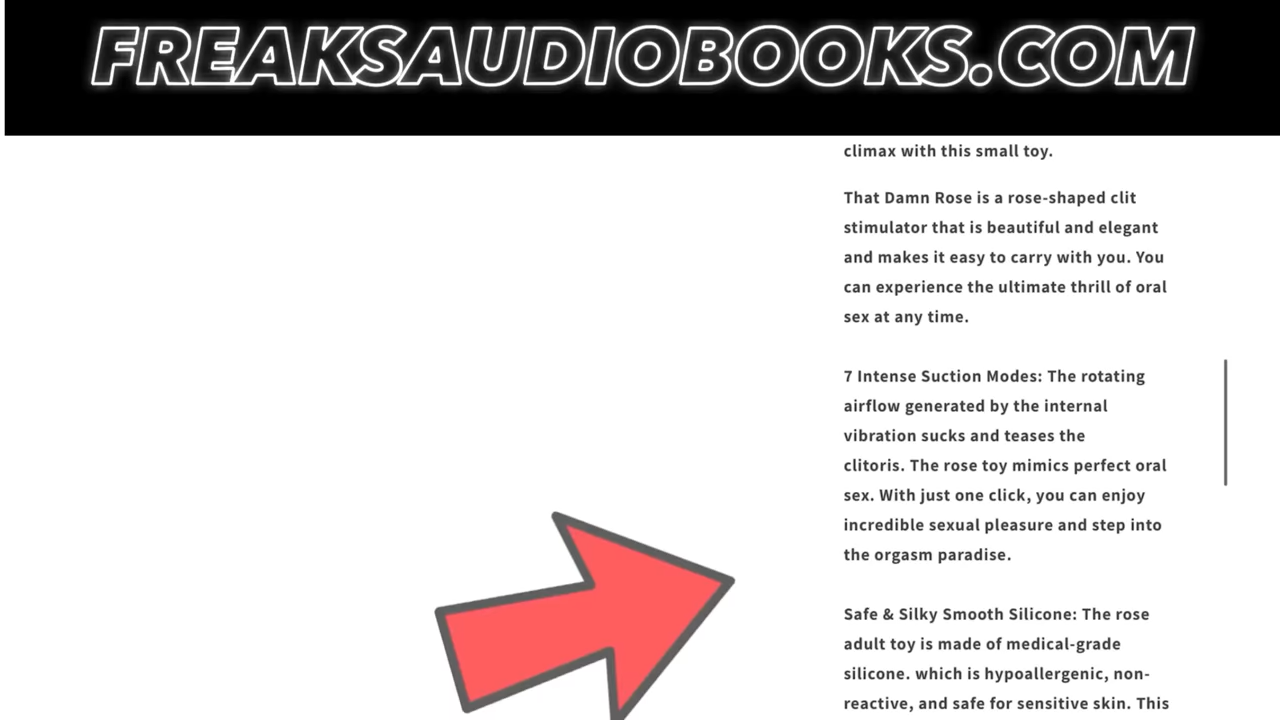 FREAKSAUDIOBOOKS.COM
climax with this small toy.
That Damn Rose is a rose-shaped clit
stimulator that is beautiful and elegant
and makes it easy to carry with you. You
can experience the ultimate thrill of oral
sex at any time.
7 Intense Suction Modes: The rotating
airflow generated by the internal
vibration sucks and teases the
clitoris. The rose toy mimics perfect oral
sex. With just one click, you can enjoy
incredible sexual pleasure and step into
the orgasm paradise.
Safe & Silky Smooth Silicone: The rose
adult toy is made of medical-grade
silicone. which is hypoallergenic, non-
reactive, and safe for sensitive skin. This